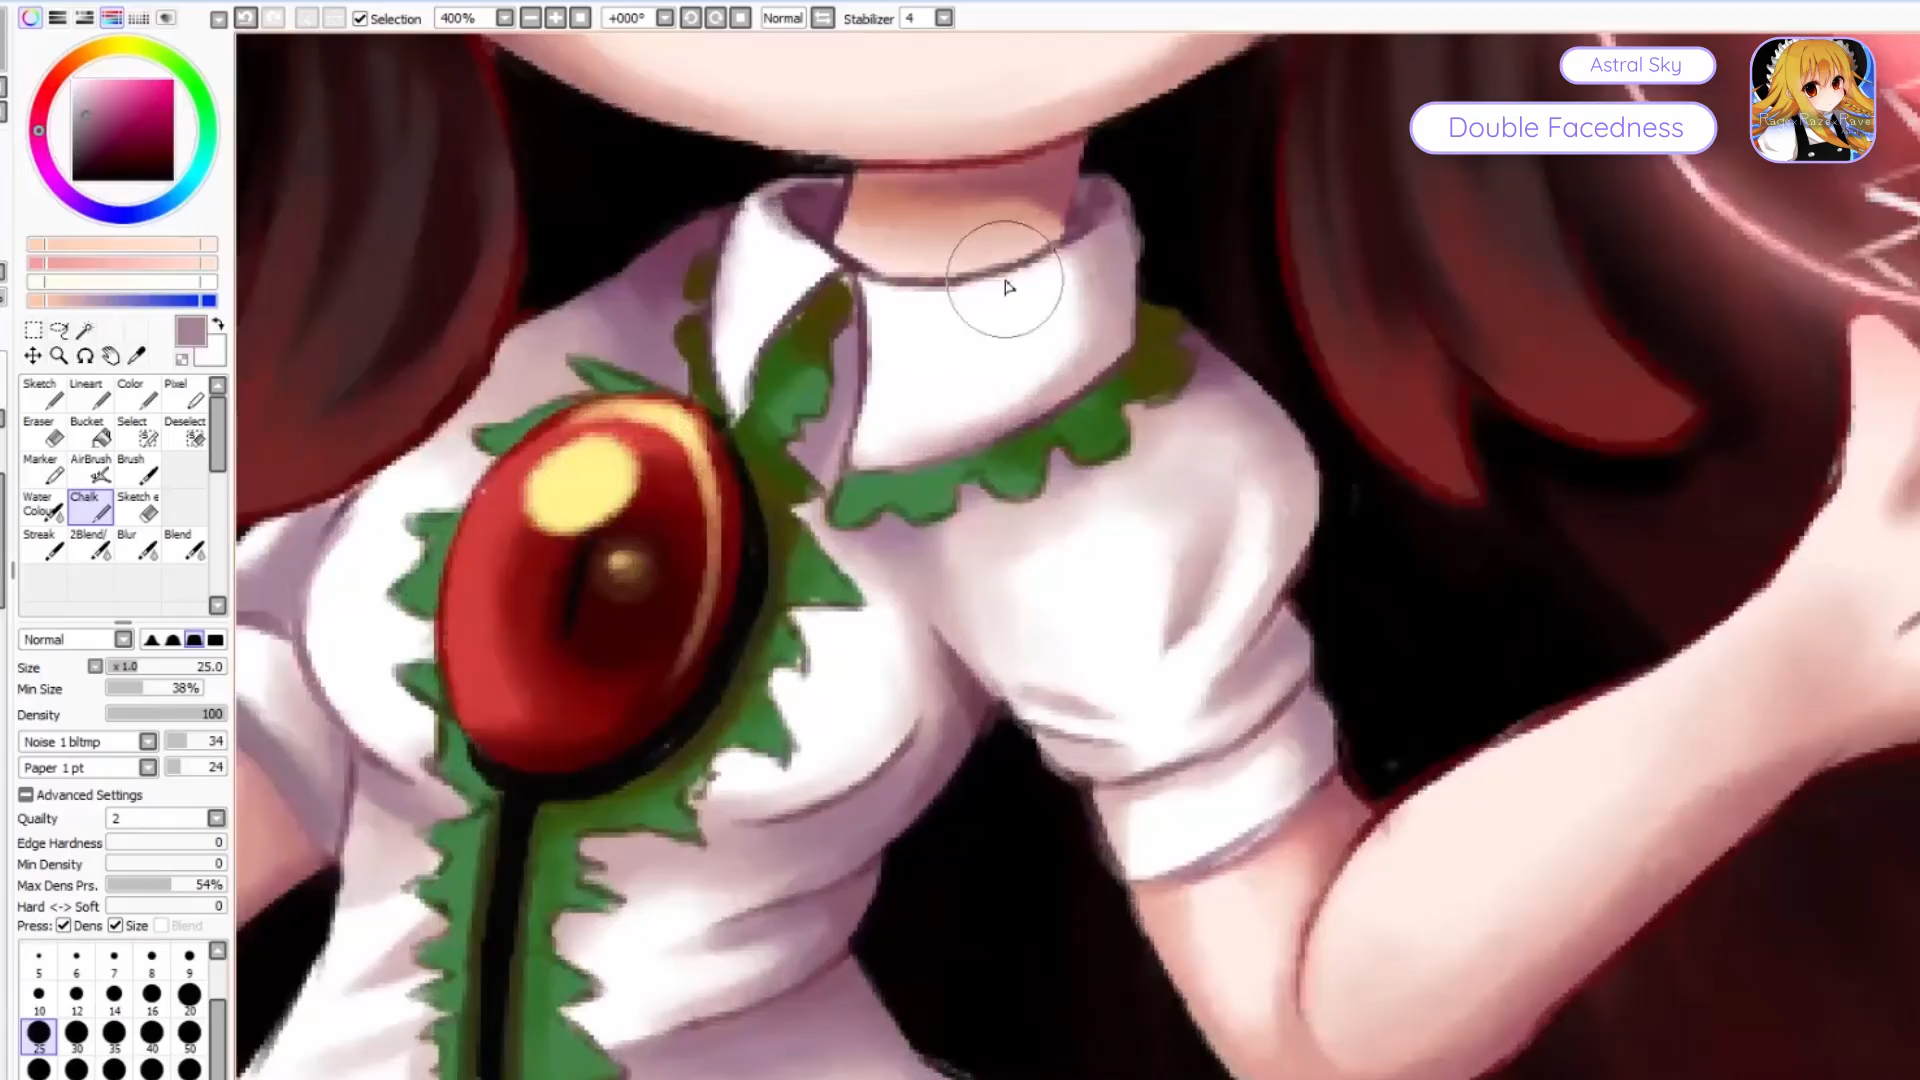 Selection 400% +000° Normal Stabilizer 4
Astral Sky
Double Facedness
RadexRazexRave
Sketch Lineart Color Pixel
Eraser Bucket Select Deselect
Marker AirBrush Brush
Water Colou Chalk Sketch e
Streak 2Blend/ Blur Blend
Normal
Size x 1.0 25.0
Min Size 38%
Density 100
Noise 1 bltmp 34
Paper 1 pt 24
Advanced Settings
Quality 2
Edge Hardness 0
Min Density 0
Max Dens Prs. 54%
Hard <-> Soft 0
Press: Dens Size Blend
5 6 7 8 9
10 12 14 16 20
25 30 35 40 50